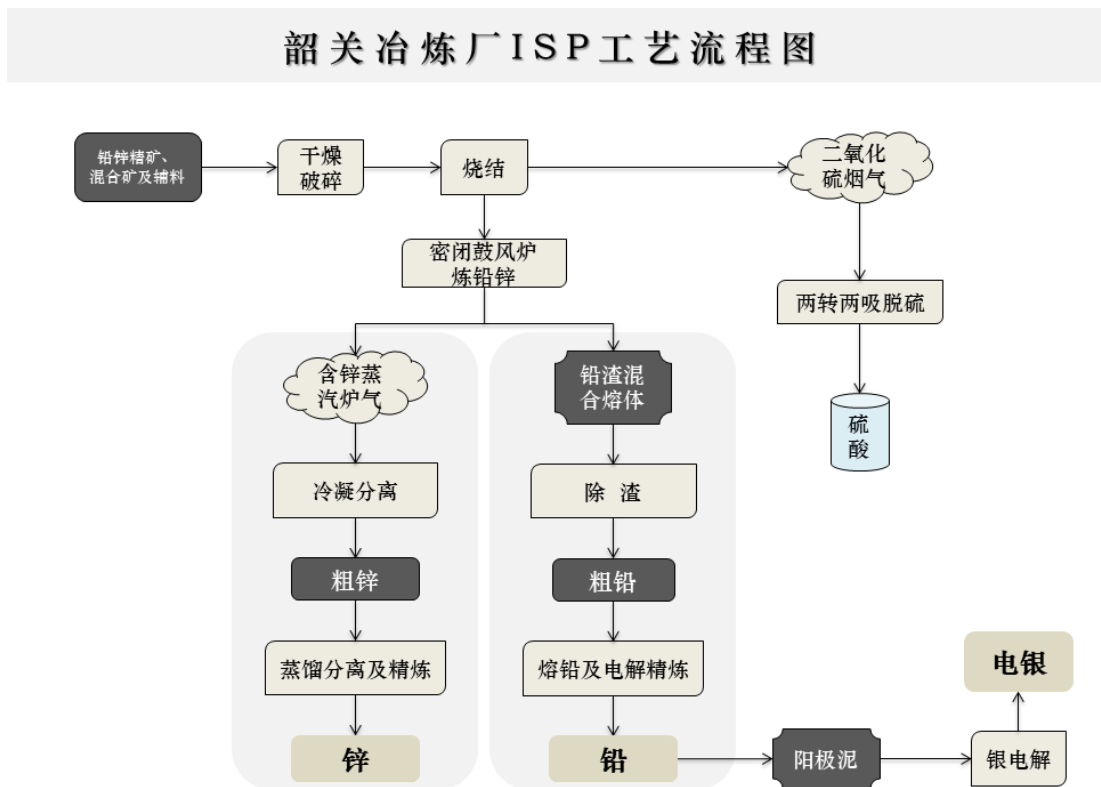 韶关冶炼厂ISP工艺流程图
铅锌精矿、
混合矿及辅料
干燥
破碎
烧结
二氧化
硫烟气
密闭鼓风炉
炼铅锌
两转两吸脱硫
含锌蒸
汽炉气
铅渣混
合熔体
硫
酸
冷凝分离
除 渣
粗锌
粗铅
蒸馏分离及精炼
熔铅及电解精炼
电银
锌
铅
阳极泥
银电解